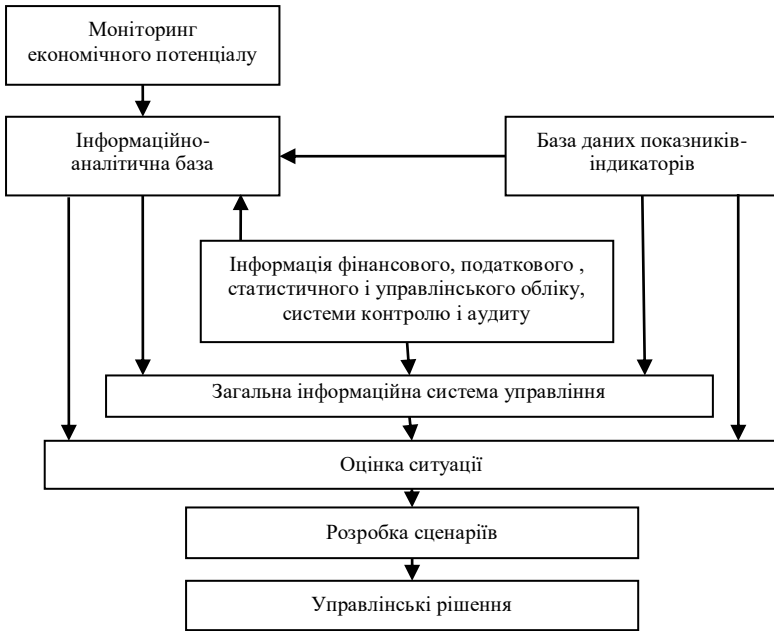 Моніторинг
економічного потенціалу
Інформаційно-
аналітична база
База даних показників-
індикаторів
Інформація фінансового, податкового ,
статистичного і управлінського обліку,
системи контролю і аудиту
Загальна інформаційна система управління
Оцінка ситуації
Розробка сценаріїв
Управлінські рішення